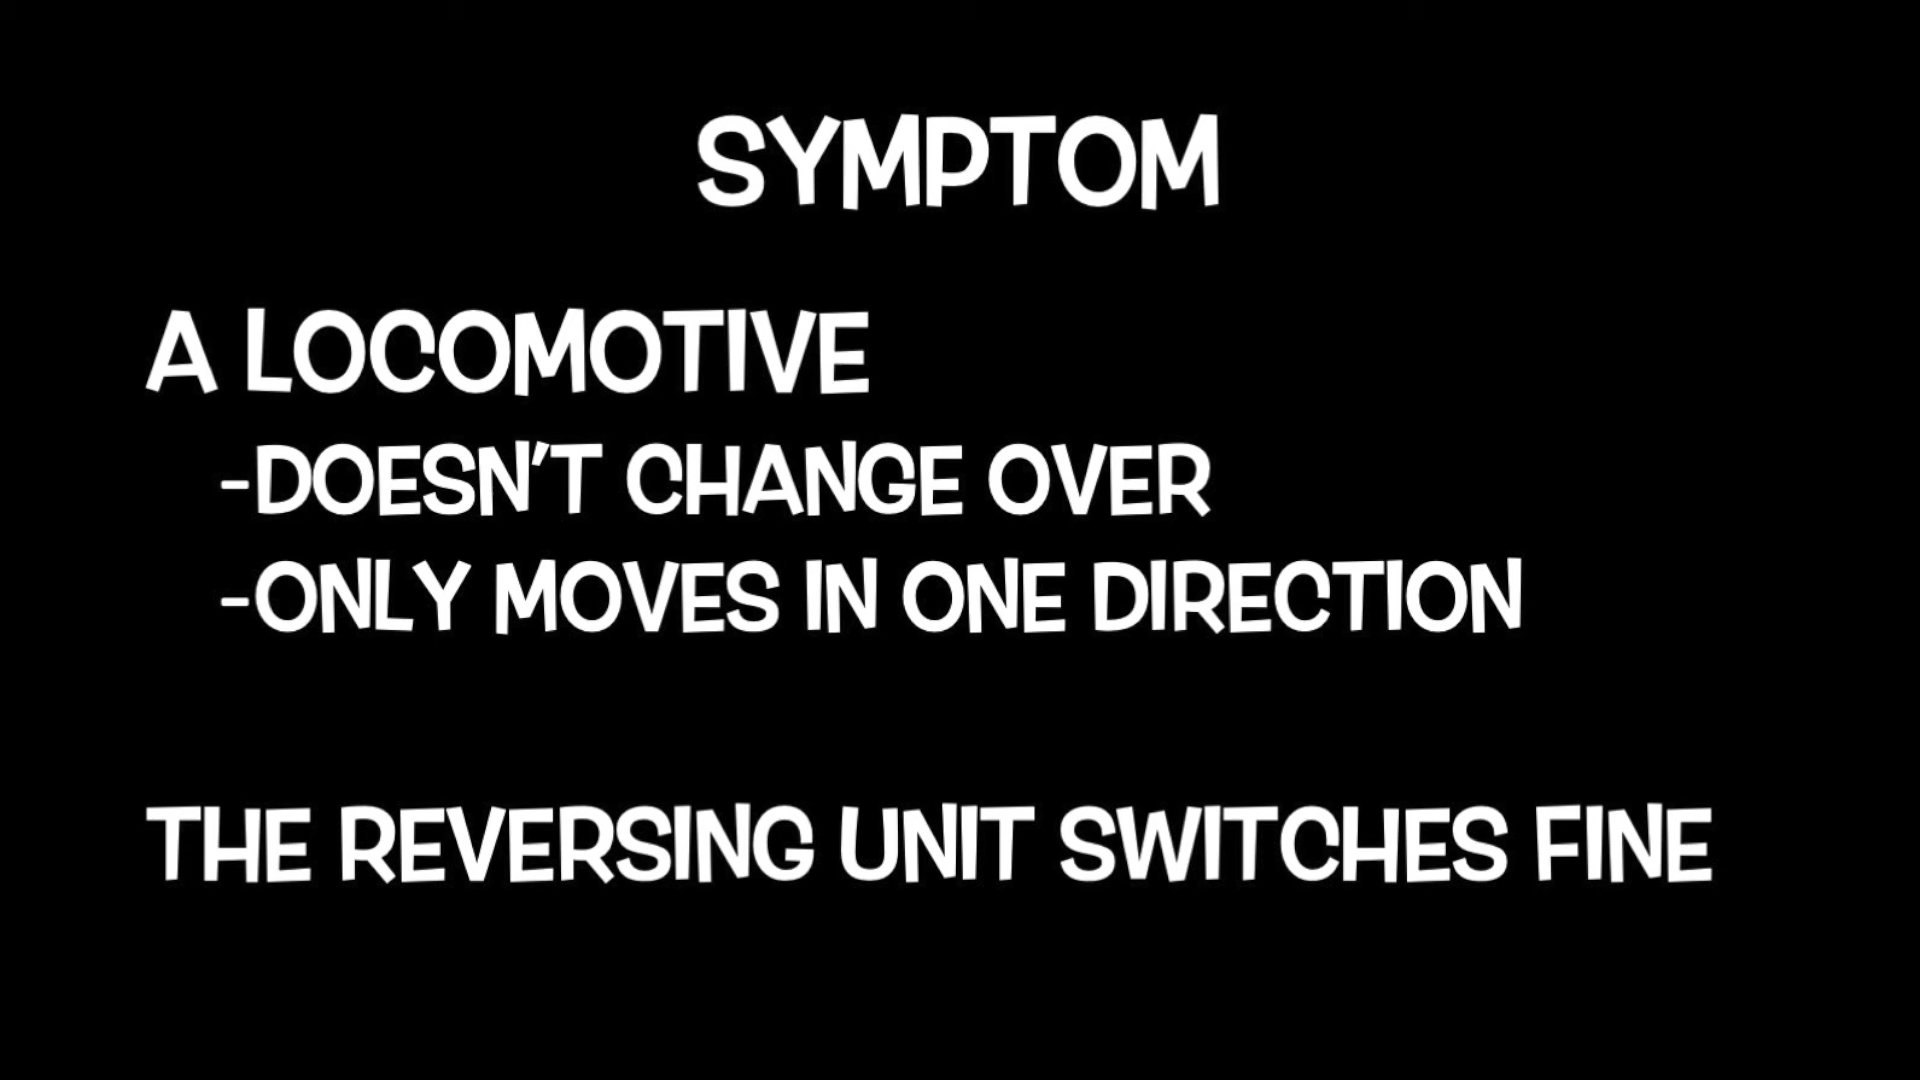 SYMPTOM
A LOCOMOTIVE
-DOESN'T CHANGE OVER
-ONLY MOVES IN ONE DIRECTION
THE REVERSING UNIT SWITCHES FINE